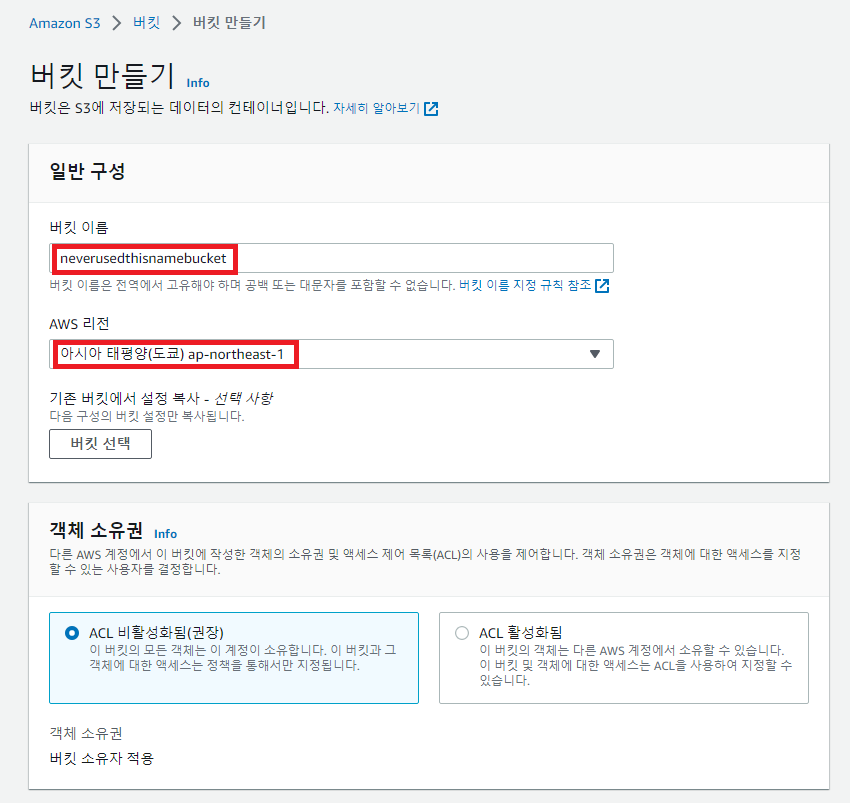 Amazon S3 > 버킷 > 버킷 만들기
버킷 만들기 Info
버킷은 S3에 저장되는 데이터의 컨테이너입니다. 자세히 알아보기
일반 구성
버킷 이름
neverusedthisnamebucket
버킷 이름은 전역에서 고유해야 하며 공백 또는 대문자를 포함할 수 없습니다. 버킷 이름 지정 규칙 참조
AWS 리전
아시아 태평양(도쿄) ap-northeast-1
기존 버킷에서 설정 복사 - 선택 사항
다음 구성의 버킷 설정만 복사됩니다.
버킷 선택
객체 소유권 Info
다른 AWS 계정에서 이 버킷에 작성한 객체의 소유권 및 액세스 제어 목록(ACL)의 사용을 제어합니다. 객체 소유권은 객체에 대한 액세스를 지정
할 수 있는 사용자를 결정합니다.
ACL 비활성화됨(권장)
이 버킷의 모든 객체는 이 계정이 소유합니다. 이 버킷과 그
객체에 대한 액세스는 정책을 통해서만 지정됩니다.
ACL 활성화됨
이 버킷의 객체는 다른 AWS 계정에서 소유할 수 있습니다.
이 버킷 및 객체에 대한 액세스는 ACL을 사용하여 지정할 수
있습니다.
객체 소유권
버킷 소유자 적용